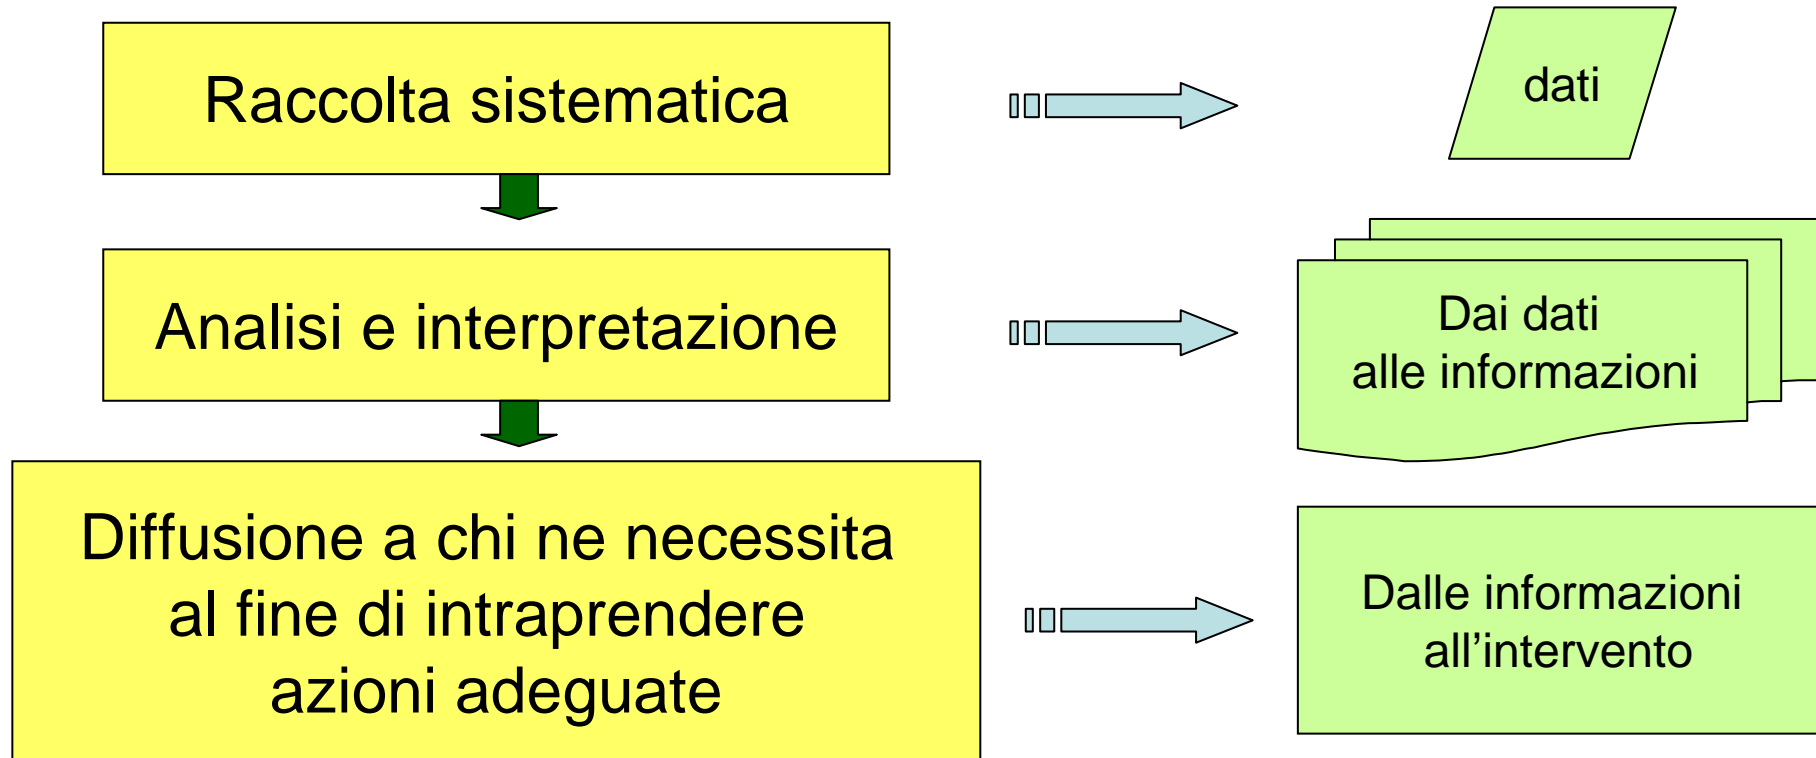 Raccolta sistematica
dati
Analisi e interpretazione
Dai dati
alle informazioni
Diffusione a chi ne necessita
al fine di intraprendere
azioni adeguate
Dalle informazioni
all’intervento